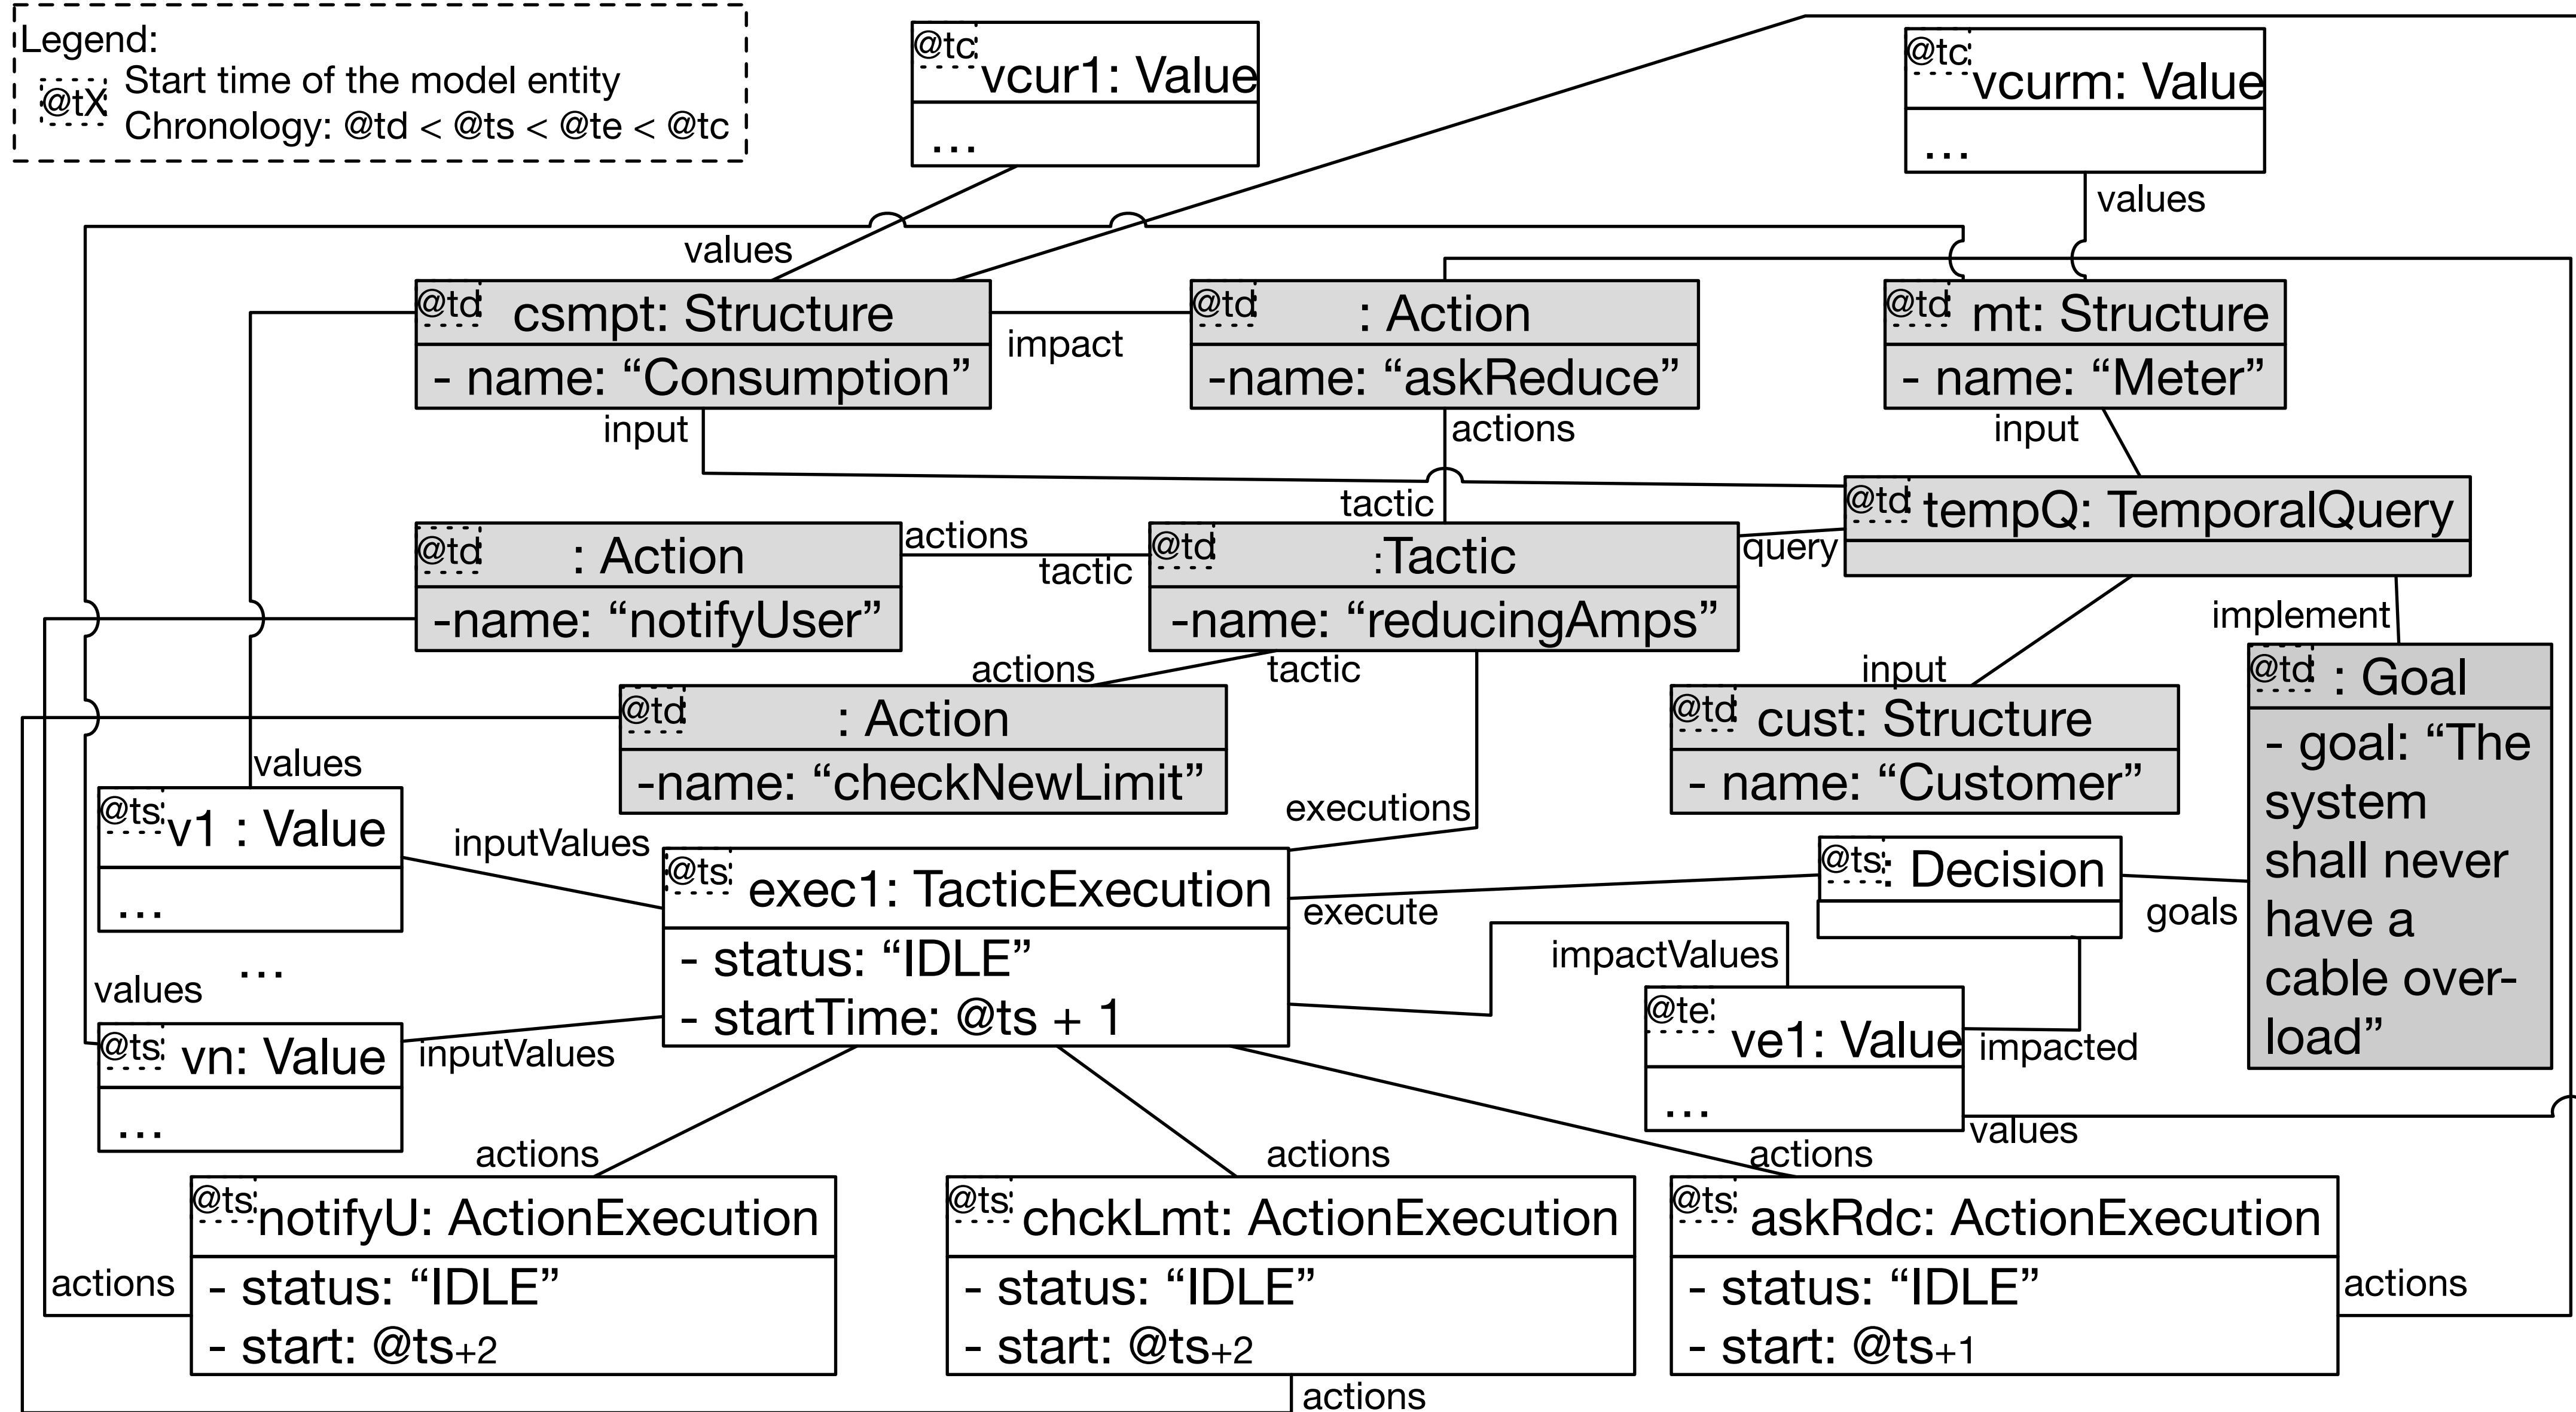 Legend:
@tX
Start time of the model entity
Chronology: @td < @ts < @te < @tc
@tc
vcur1: Value
...
@tc
vcurm: Value
...
values
values
@td
csmpt: Structure
- name: “Consumption”
impact
@td
: Action
-name: “askReduce”
@td
mt: Structure
- name: “Meter”
input
actions
input
tactic
@td
tempQ: TemporalQuery
@td
: Action
-name: “notifyUser”
actions
tactic
@td
:Tactic
-name: “reducingAmps”
query
implement
actions
tactic
input
@td
: Action
-name: “checkNewLimit”
@td
cust: Structure
- name: “Customer”
@td
: Goal
- goal: “The
system
shall never
have a
cable over-
load”
values
executions
@ts
v1 : Value
...
inputValues
...
@ts
exec1: TacticExecution
- status: “IDLE”
- startTime: @ts + 1
execute
@ts
: Decision
goals
impactValues
values
@ts
vn: Value
...
inputValues
@te
ve1: Value
...
impacted
values
actions
actions
actions
@ts
notifyU: ActionExecution
- status: “IDLE”
- start: @ts+2
actions
@ts
chckLmt: ActionExecution
- status: “IDLE”
- start: @ts+2
@ts
askRdc: ActionExecution
- status: “IDLE”
- start: @ts+1
actions
actions